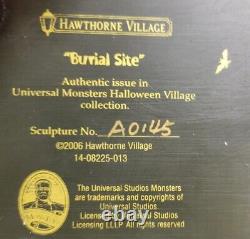 HAWTHORNE VILLAGE
"Burial Site"
Authentic issue in
Universal Monsters Halloween Village
collection.
Sculpture No. A0145
©2006 Hawthorne Village
14-08225-013
The Universal Studios Monsters
are trademarks and copyrights of
Universal Studios.
Licensed by Universal Studios
Licensing LLLP. All Rights